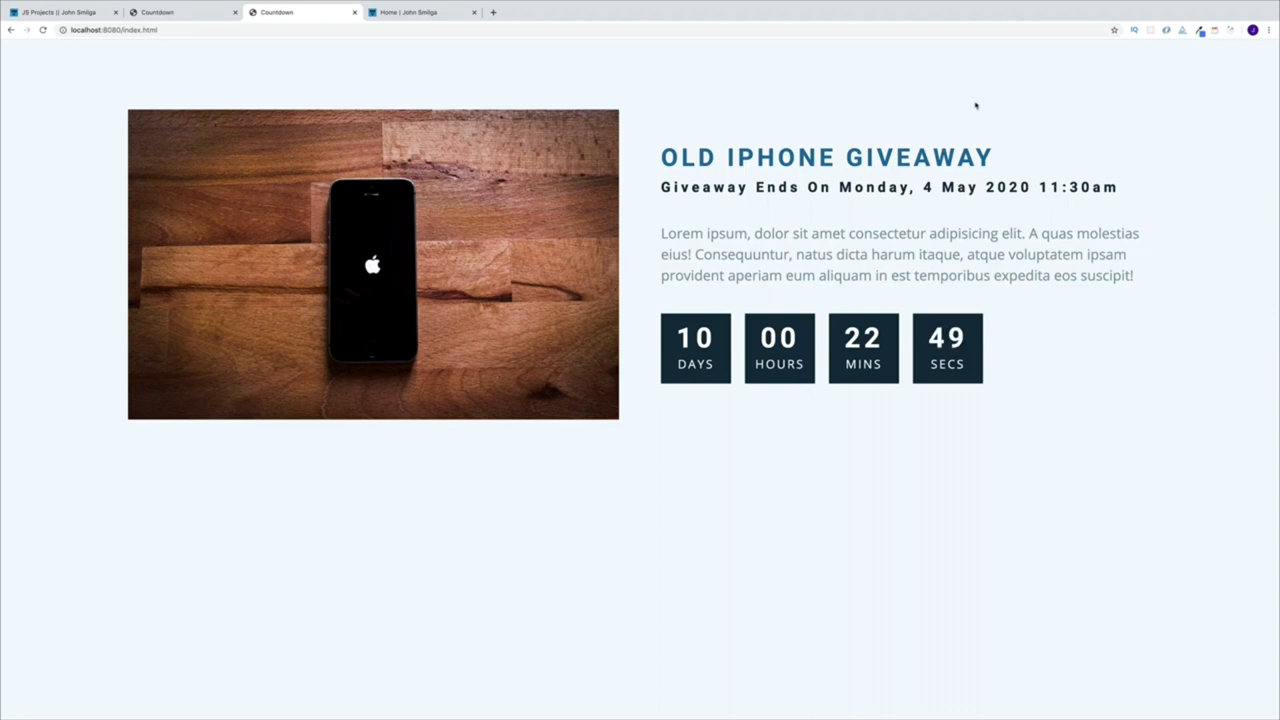 JS Projects || John Smilga
Countdown
Countdown
Home | John Smilga
localhost:8080/index.html
J
OLD IPHONE GIVEAWAY
Giveaway Ends On Monday, 4 May 2020 11:30am
Lorem ipsum, dolor sit amet consectetur adipisicing elit. A quas molestias
eius! Consequuntur, natus dicta harum itaque, atque voluptatem ipsam
provident aperiam eum aliquam in est temporibus expedita eos suscipit!
10 00 22 49
DAYS HOURS MINS SECS